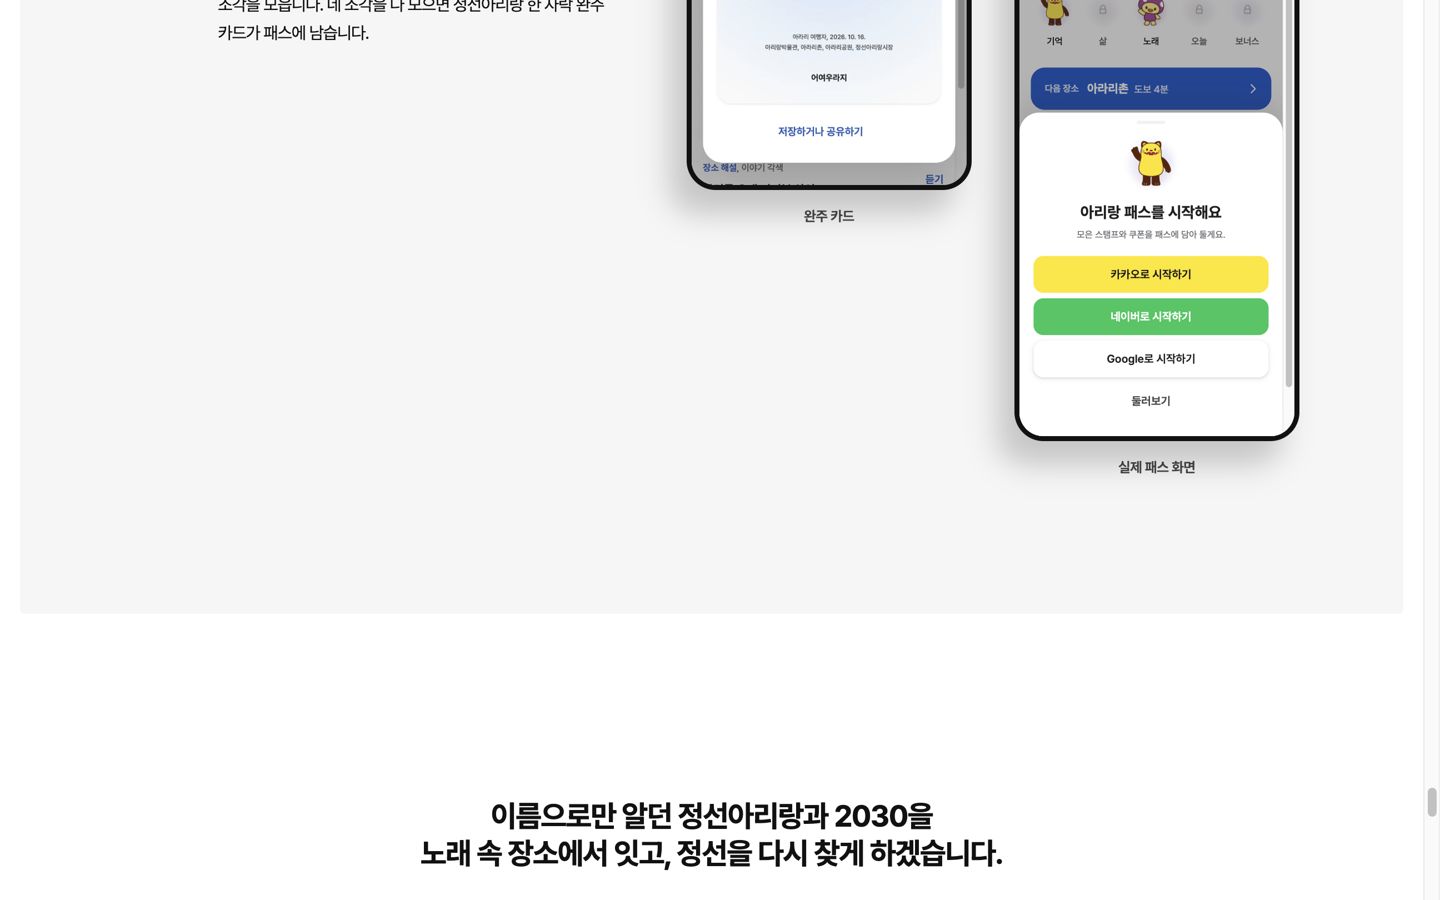 조각을 모읍니다. 네 조각을 다 모으면 정선아리랑 한 자락 완주
카드가 패스에 남습니다.
아라리 여행자, 2026. 10. 16.
아리랑박물관, 아라리촌, 아라리공원, 정선아리랑시장
어여우라지
저장하거나 공유하기
장소 해설, 이야기 각색
듣기
완주 카드
기억
삶
노래
오늘
보너스
다음 장소 아라리촌 도보 4분
아리랑 패스를 시작해요
모은 스탬프와 쿠폰을 패스에 담아 둘게요.
카카오로 시작하기
네이버로 시작하기
Google로 시작하기
둘러보기
실제 패스 화면
이름으로만 알던 정선아리랑과 2030을
노래 속 장소에서 잇고, 정선을 다시 찾게 하겠습니다.